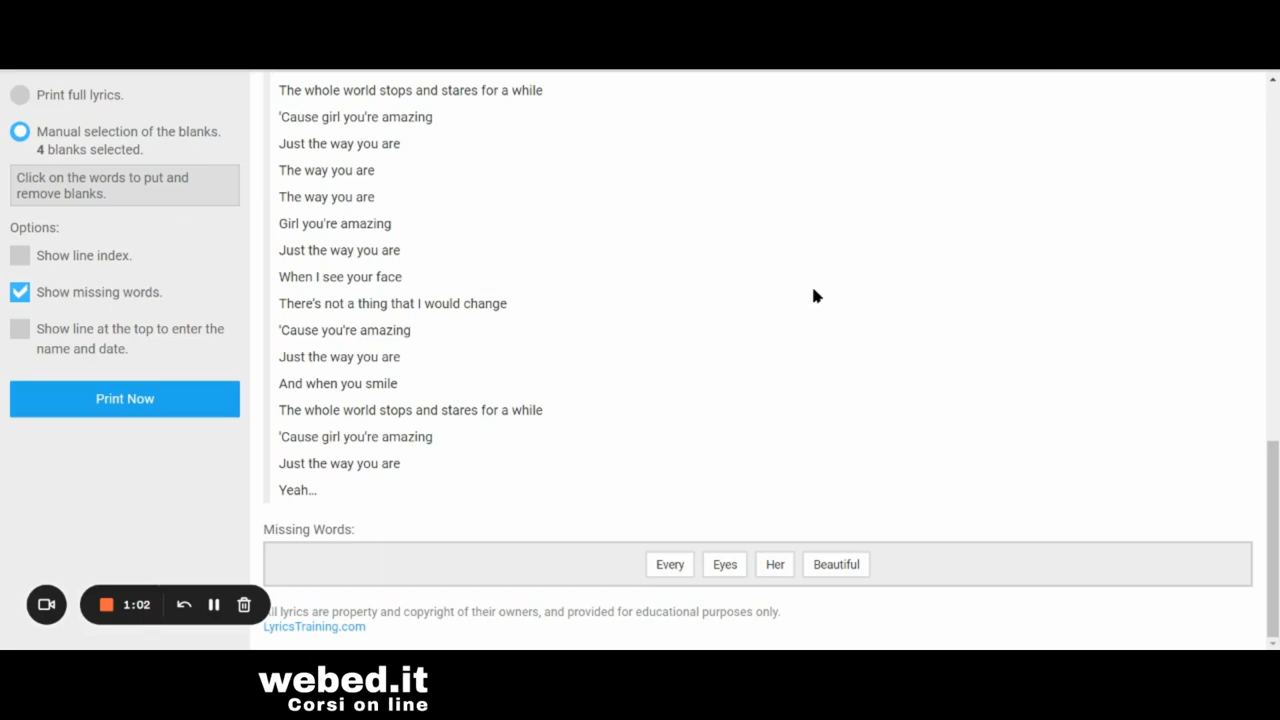 Print full lyrics.
Manual selection of the blanks.
4 blanks selected.
Click on the words to put and
remove blanks.
Options:
Show line index.
Show missing words.
Show line at the top to enter the
name and date.
Print Now
1:02
The whole world stops and stares for a while
'Cause girl you're amazing
Just the way you are
The way you are
The way you are
Girl you're amazing
Just the way you are
When I see your face
There's not a thing that I would change
'Cause you're amazing
Just the way you are
And when you smile
The whole world stops and stares for a while
'Cause girl you're amazing
Just the way you are
Yeah...
Missing Words:
Every Eyes Her Beautiful
ll lyrics are property and copyright of their owners, and provided for educational purposes only.
LyricsTraining.com
webed.it
Corsi on line